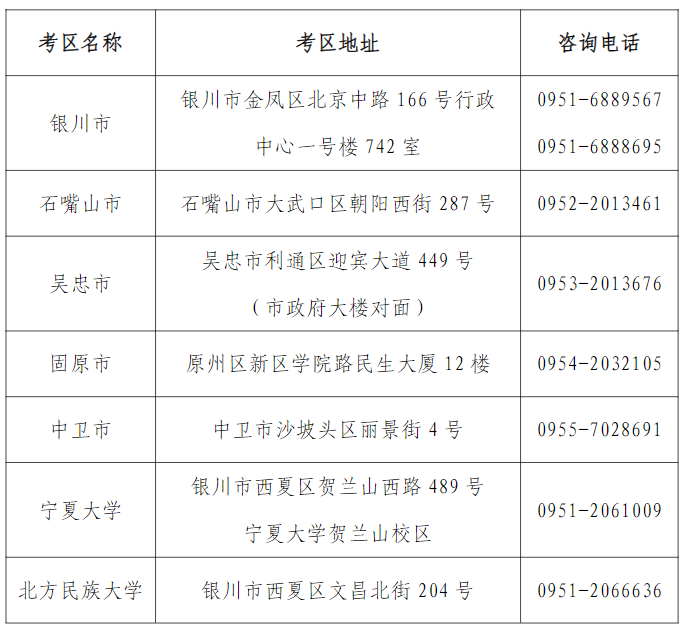 考区名称 考区地址 咨询电话
银川市 银川市金凤区北京中路 166 号行政 0951-6889567
中心一号楼 742 室 0951-6888695
石嘴山市 石嘴山市大武口区朝阳西街 287 号 0952-2013461
吴忠市 吴忠市利通区迎宾大道 449 号 0953-2013676
（市政府大楼对面）
固原市 原州区新区学院路民生大厦 12 楼 0954-2032105
中卫市 中卫市沙坡头区丽景街 4 号 0955-7028691
宁夏大学 银川市西夏区贺兰山西路 489 号 0951-2061009
宁夏大学贺兰山校区
北方民族大学 银川市西夏区文昌北街 204 号 0951-2066636